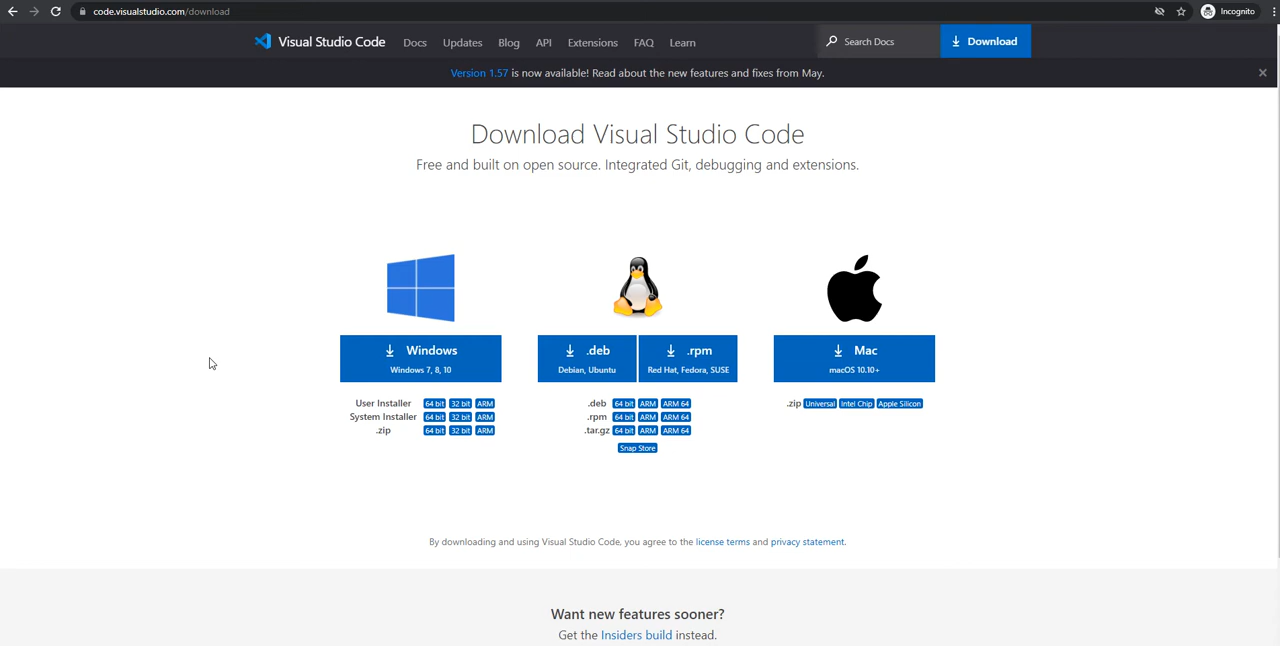 code.visualstudio.com/download Incognito
Visual Studio Code Docs Updates Blog API Extensions FAQ Learn Search Docs Download
Version 1.57 is now available! Read about the new features and fixes from May.
Download Visual Studio Code
Free and built on open source. Integrated Git, debugging and extensions.
Windows
Windows 7, 8, 10
User Installer 64 bit 32 bit ARM
System Installer 64 bit 32 bit ARM
.zip 64 bit 32 bit ARM
.deb
Debian, Ubuntu
.rpm
Red Hat, Fedora, SUSE
.deb 64 bit ARM ARM 64
.rpm 64 bit ARM ARM 64
.tar.gz 64 bit ARM ARM 64
Snap Store
Mac
macOS 10.10+
.zip Universal Intel Chip Apple Silicon
By downloading and using Visual Studio Code, you agree to the license terms and privacy statement.
Want new features sooner?
Get the Insiders build instead.